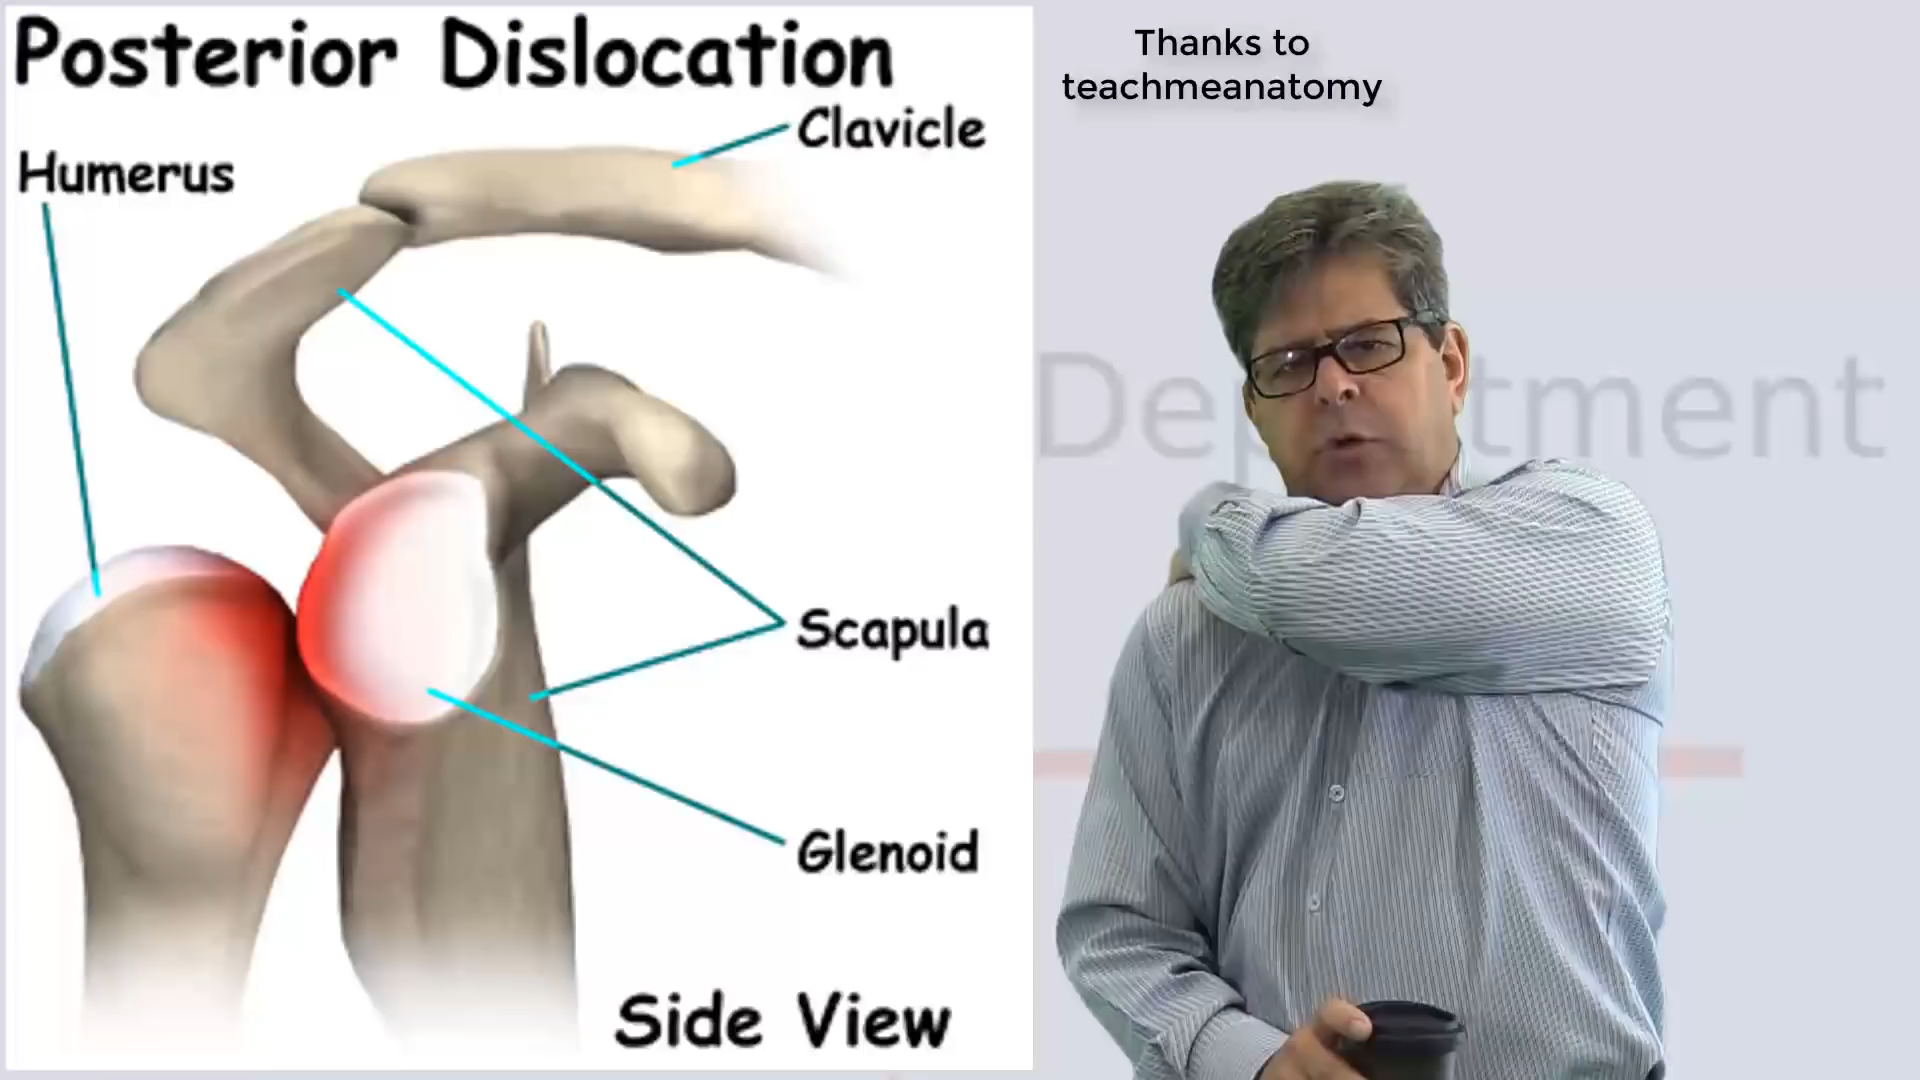 Posterior Dislocation
Clavicle
Humerus
Scapula
Glenoid
Side View
Thanks to
teachmeanatomy